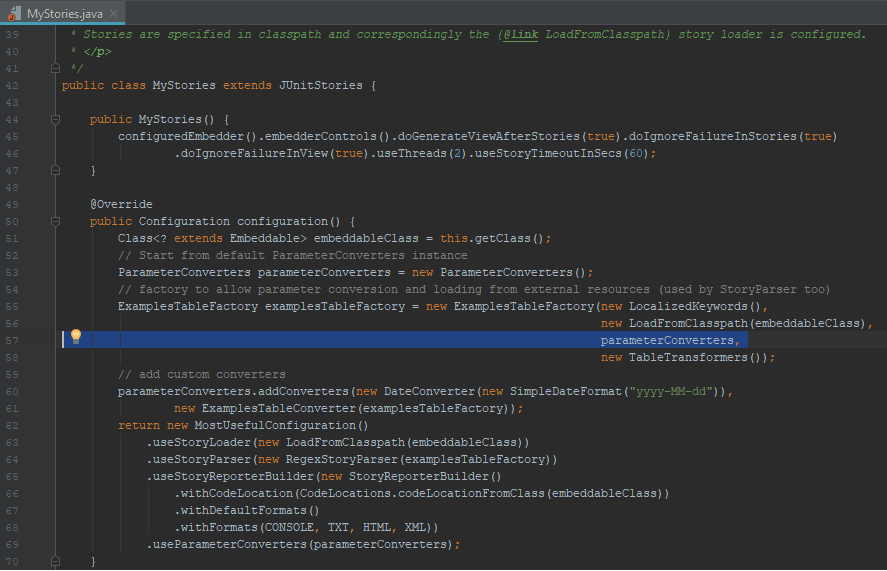 MyStories.java
39 * Stories are specified in classpath and correspondingly the {@link LoadFromClasspath} story loader is configured.
40 * </p>
41 */
42 public class MyStories extends JUnitStories {
43
44 public MyStories() {
45 configuredEmbedder().embedderControls().doGenerateViewAfterStories(true).doIgnoreFailureInStories(true)
46 .doIgnoreFailureInView(true).useThreads(2).useStoryTimeoutInSecs(60);
47 }
48
49 @Override
50 public Configuration configuration() {
51 Class<? extends Embeddable> embeddableClass = this.getClass();
52 // Start from default ParameterConverters instance
53 ParameterConverters parameterConverters = new ParameterConverters();
54 // factory to allow parameter conversion and loading from external resources (used by StoryParser too)
55 ExamplesTableFactory examplesTableFactory = new ExamplesTableFactory(new LocalizedKeywords(),
56 new LoadFromClasspath(embeddableClass),
57 parameterConverters,
58 new TableTransformers());
59 // add custom converters
60 parameterConverters.addConverters(new DateConverter(new SimpleDateFormat("yyyy-MM-dd")),
61 new ExamplesTableConverter(examplesTableFactory));
62 return new MostUsefulConfiguration()
63 .useStoryLoader(new LoadFromClasspath(embeddableClass))
64 .useStoryParser(new RegexStoryParser(examplesTableFactory))
65 .useStoryReporterBuilder(new StoryReporterBuilder()
66 .withCodeLocation(CodeLocations.codeLocationFromClass(embeddableClass))
67 .withDefaultFormats()
68 .withFormats(CONSOLE, TXT, HTML, XML))
69 .useParameterConverters(parameterConverters);
70 }